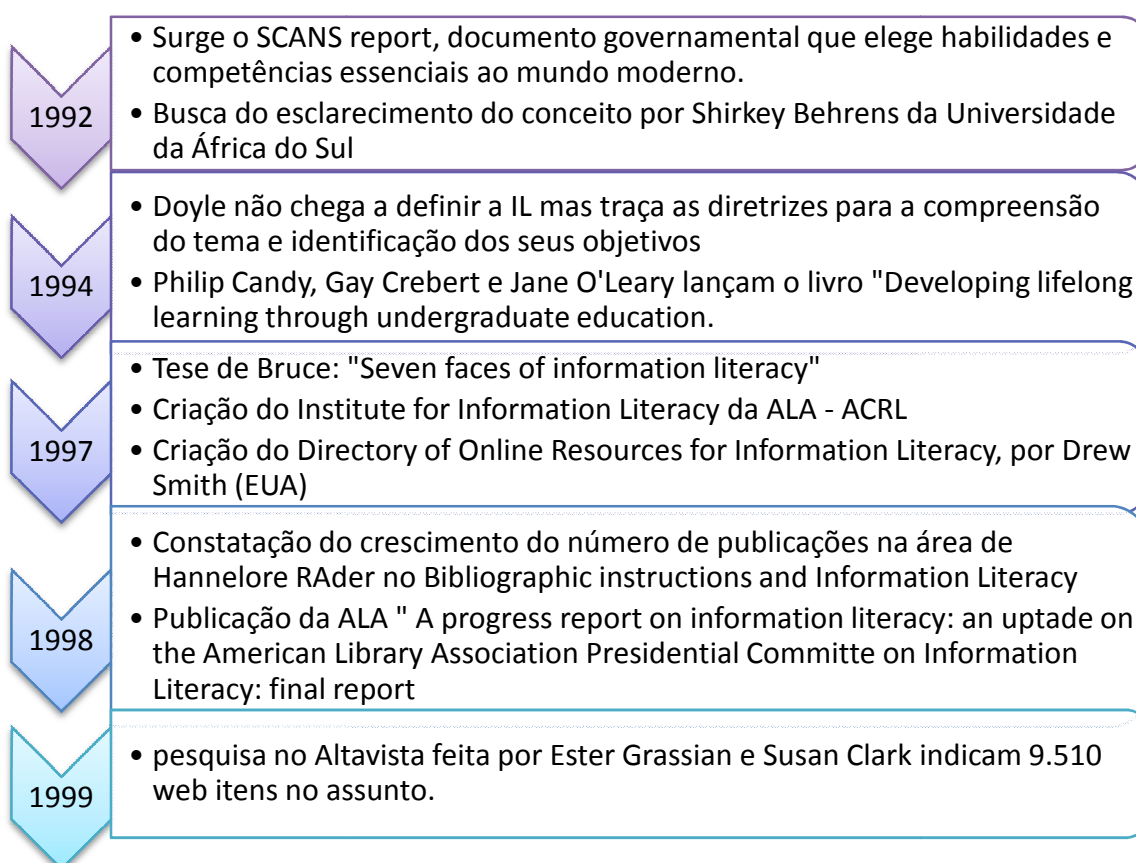 1992
• Surge o SCANS report, documento governamental que elege habilidades e
competências essenciais ao mundo moderno.
• Busca do esclarecimento do conceito por Shirkey Behrens da Universidade
da África do Sul
1994
• Doyle não chega a definir a IL mas traça as diretrizes para a compreensão
do tema e identificação dos seus objetivos
• Philip Candy, Gay Crebert e Jane O'Leary lançam o livro "Developing lifelong
learning through undergraduate education.
1997
• Tese de Bruce: "Seven faces of information literacy"
• Criação do Institute for Information Literacy da ALA - ACRL
• Criação do Directory of Online Resources for Information Literacy, por Drew
Smith (EUA)
1998
• Constatação do crescimento do número de publicações na área de
Hannelore RAder no Bibliographic instructions and Information Literacy
• Publicação da ALA " A progress report on information literacy: an uptade on
the American Library Association Presidential Committe on Information
Literacy: final report
1999
• pesquisa no Altavista feita por Ester Grassian e Susan Clark indicam 9.510
web itens no assunto.